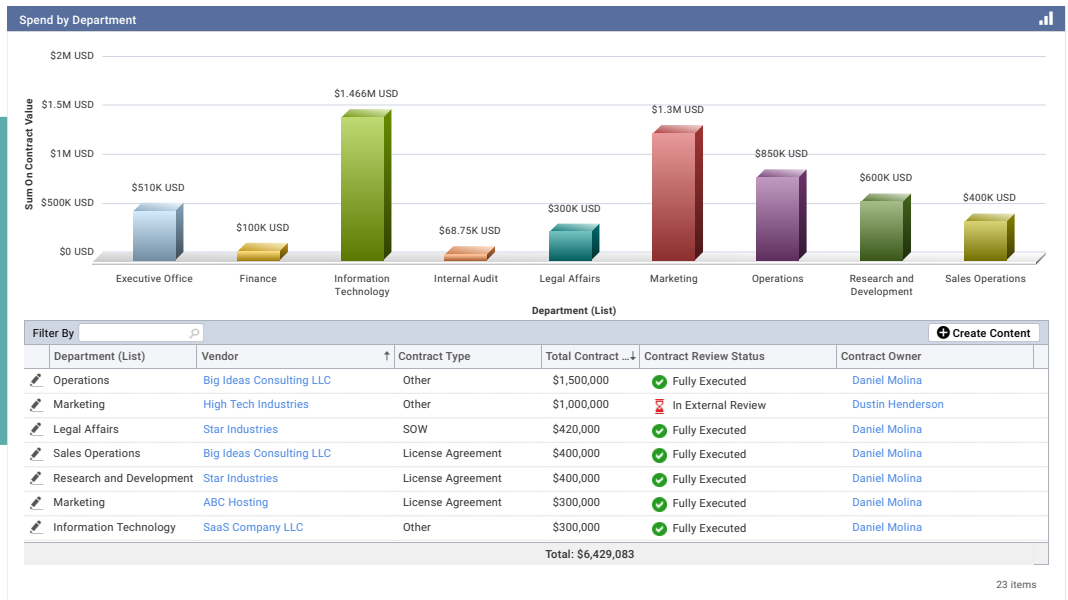 Spend by Department
$2M USD
$1.5M USD
$1M USD
$500K USD
$0 USD
Sum On Contract Value
$510K USD
$100K USD
$1.466M USD
$68.75K USD
$300K USD
$1.3M USD
$850K USD
$600K USD
$400K USD
Executive Office
Finance
Information
Technology
Internal Audit
Legal Affairs
Marketing
Operations
Research and
Development
Sales Operations
Department (List)
Filter By
Create Content
Department (List) Vendor Contract Type Total Contract ... Contract Review Status Contract Owner
Operations Big Ideas Consulting LLC Other $1,500,000 Fully Executed Daniel Molina
Marketing High Tech Industries Other $1,000,000 In External Review Dustin Henderson
Legal Affairs Star Industries SOW $420,000 Fully Executed Daniel Molina
Sales Operations Big Ideas Consulting LLC License Agreement $400,000 Fully Executed Daniel Molina
Research and Development Star Industries License Agreement $400,000 Fully Executed Daniel Molina
Marketing ABC Hosting License Agreement $300,000 Fully Executed Daniel Molina
Information Technology SaaS Company LLC Other $300,000 Fully Executed Daniel Molina
Total: $6,429,083
23 items